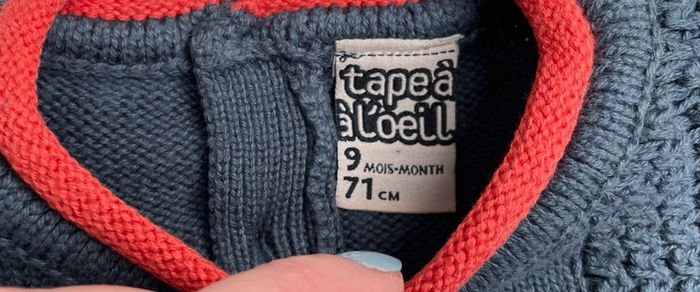 tape à
à l'oeil
9 MOIS-MONTH
71 CM